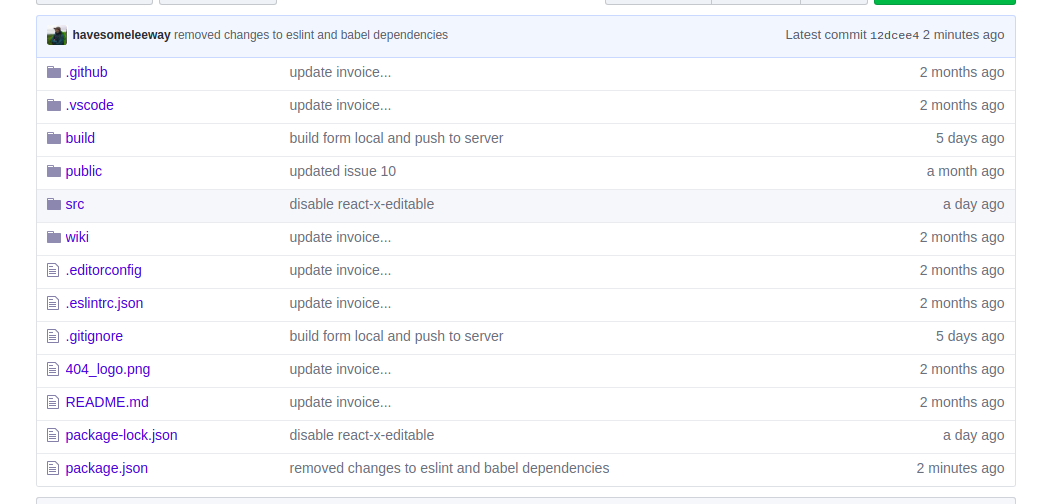 havesomeleeway removed changes to eslint and babel dependencies Latest commit 12dcee4 2 minutes ago
.github update invoice... 2 months ago
.vscode update invoice... 2 months ago
build build form local and push to server 5 days ago
public updated issue 10 a month ago
src disable react-x-editable a day ago
wiki update invoice... 2 months ago
.editorconfig update invoice... 2 months ago
.eslintrc.json update invoice... 2 months ago
.gitignore build form local and push to server 5 days ago
404_logo.png update invoice... 2 months ago
README.md update invoice... 2 months ago
package-lock.json disable react-x-editable a day ago
package.json removed changes to eslint and babel dependencies 2 minutes ago